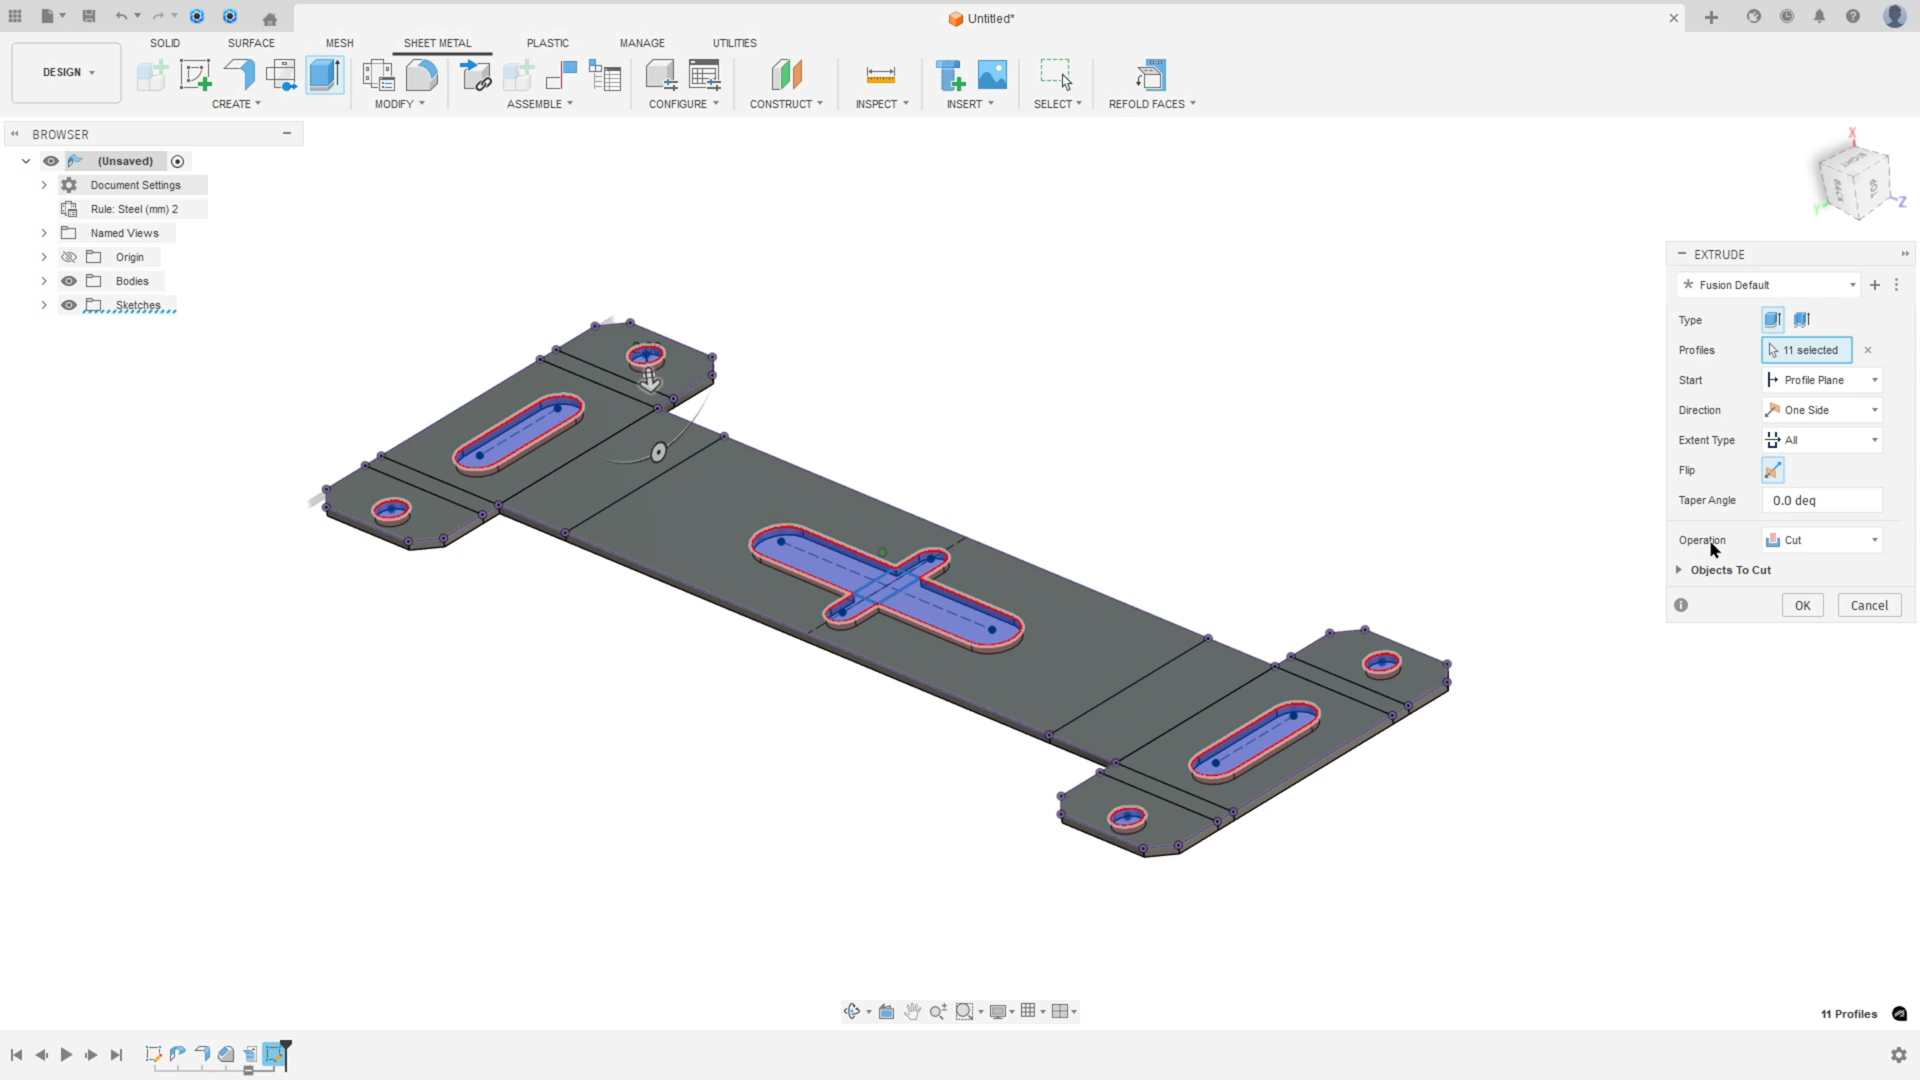 Untitled*
DESIGN
SOLID
SURFACE
MESH
SHEET METAL
PLASTIC
MANAGE
UTILITIES
CREATE
MODIFY
ASSEMBLE
CONFIGURE
CONSTRUCT
INSPECT
INSERT
SELECT
REFOLD FACES
BROWSER
(Unsaved)
Document Settings
Rule: Steel (mm) 2
Named Views
Origin
Bodies
Sketches
X
RIGHT
BACK
TOP
Y
Z
EXTRUDE
* Fusion Default
Type
Profiles 11 selected
Start Profile Plane
Direction One Side
Extent Type All
Flip
Taper Angle 0.0 deg
Operation Cut
Objects To Cut
OK Cancel
11 Profiles